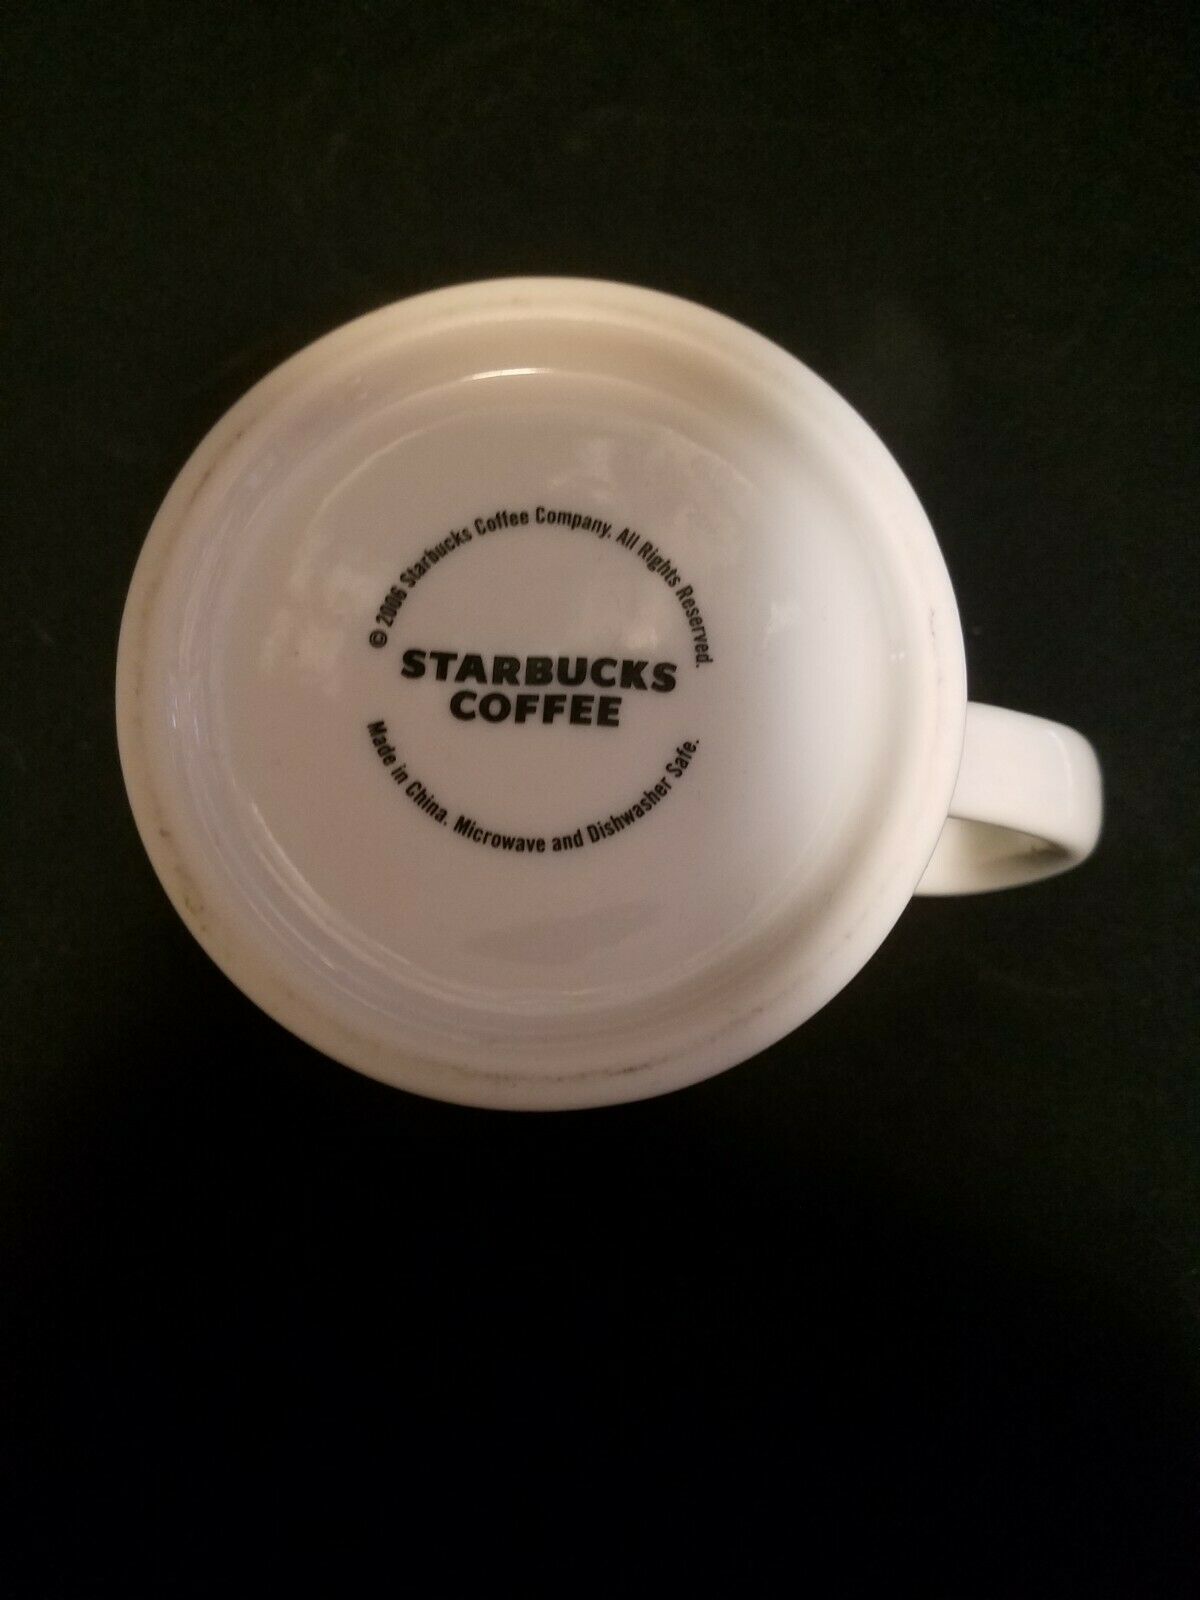 © 2006 Starbucks Coffee Company. All Rights Reserved.
STARBUCKS
COFFEE
Made in China. Microwave and Dishwasher Safe.